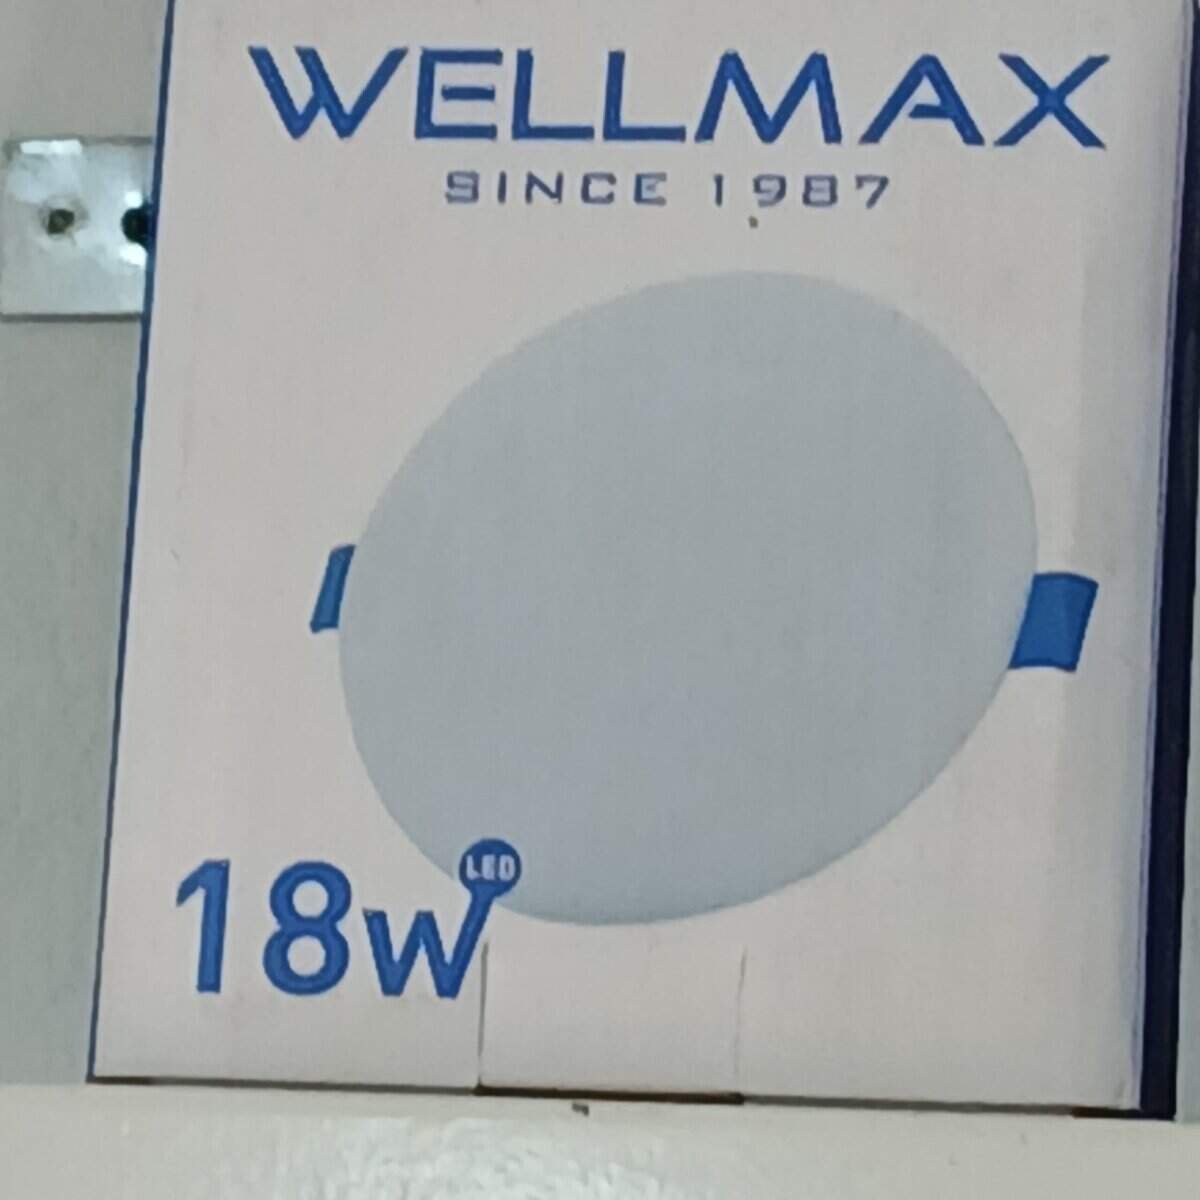 WELLMAX
SINCE 1987
LED
18W